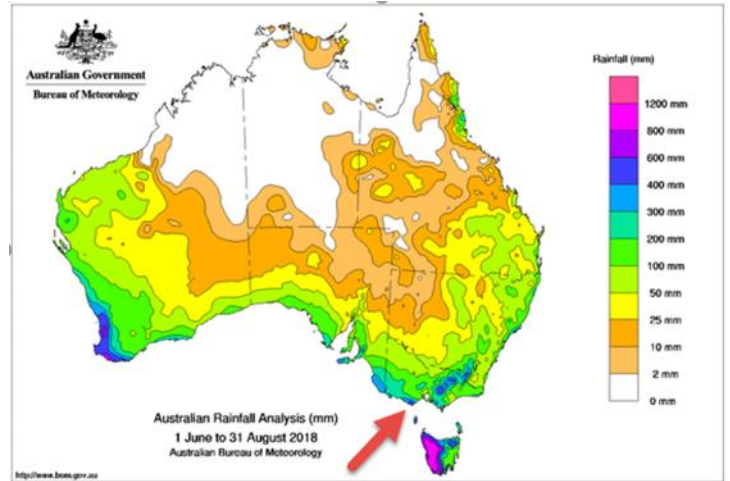 Australian Government
Bureau of Meteorology
Rainfall (mm)
1200 mm
800 mm
600 mm
400 mm
300 mm
200 mm
100 mm
50 mm
25 mm
10 mm
2 mm
0 mm
Australian Rainfall Analysis (mm)
1 June to 31 August 2018
Australian Bureau of Meteorology
http://www.bom.gov.au